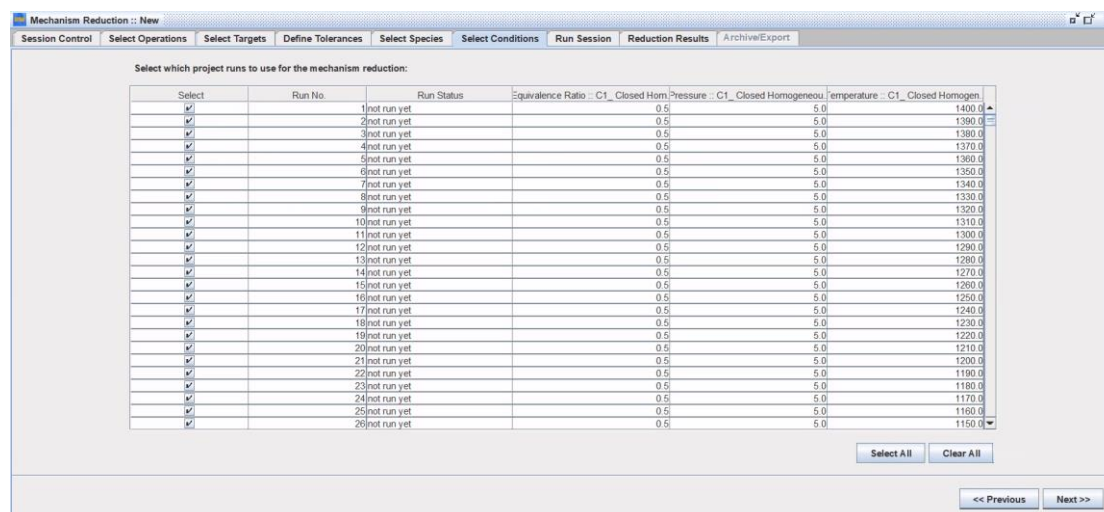 Mechanism Reduction :: New
Session Control Select Operations Select Targets Define Tolerances Select Species Select Conditions Run Session Reduction Results Archive/Export
Select which project runs to use for the mechanism reduction:
Select Run No. Run Status Equivalence Ratio :: C1_ Closed Hom. Pressure :: C1_ Closed Homogeneou. Temperature :: C1_ Closed Homogen.
1 not run yet 0.5 5.0 1400.0
2 not run yet 0.5 5.0 1390.0
3 not run yet 0.5 5.0 1380.0
4 not run yet 0.5 5.0 1370.0
5 not run yet 0.5 5.0 1360.0
6 not run yet 0.5 5.0 1350.0
7 not run yet 0.5 5.0 1340.0
8 not run yet 0.5 5.0 1330.0
9 not run yet 0.5 5.0 1320.0
10 not run yet 0.5 5.0 1310.0
11 not run yet 0.5 5.0 1300.0
12 not run yet 0.5 5.0 1290.0
13 not run yet 0.5 5.0 1280.0
14 not run yet 0.5 5.0 1270.0
15 not run yet 0.5 5.0 1260.0
16 not run yet 0.5 5.0 1250.0
17 not run yet 0.5 5.0 1240.0
18 not run yet 0.5 5.0 1230.0
19 not run yet 0.5 5.0 1220.0
20 not run yet 0.5 5.0 1210.0
21 not run yet 0.5 5.0 1200.0
22 not run yet 0.5 5.0 1190.0
23 not run yet 0.5 5.0 1180.0
24 not run yet 0.5 5.0 1170.0
25 not run yet 0.5 5.0 1160.0
26 not run yet 0.5 5.0 1150.0
Select All Clear All
<< Previous Next >>